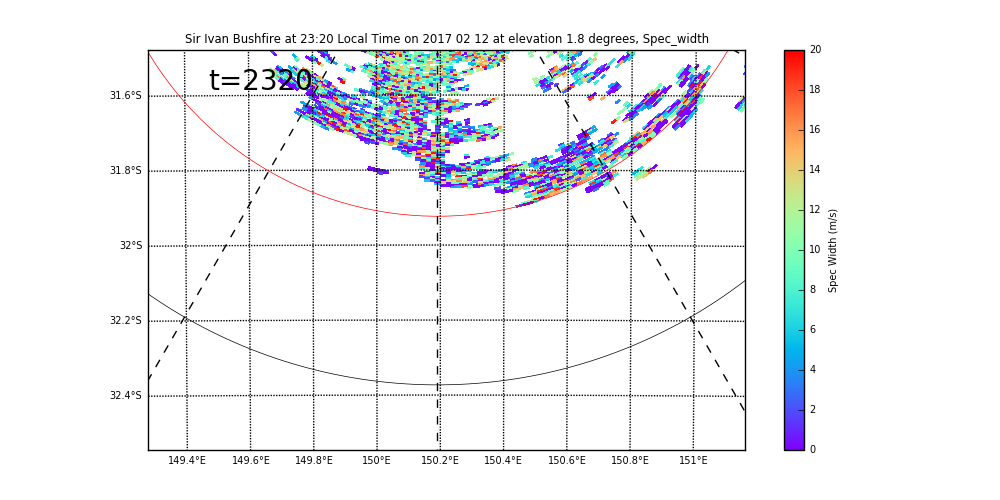 Sir Ivan Bushfire at 23:20 Local Time on 2017 02 12 at elevation 1.8 degrees, Spec_width
t=2320
31.6°S
31.8°S
32°S
32.2°S
32.4°S
149.4°E 149.6°E 149.8°E 150°E 150.2°E 150.4°E 150.6°E 150.8°E 151°E
20
18
16
14
12
10
8
6
4
2
0
Spec Width (m/s)